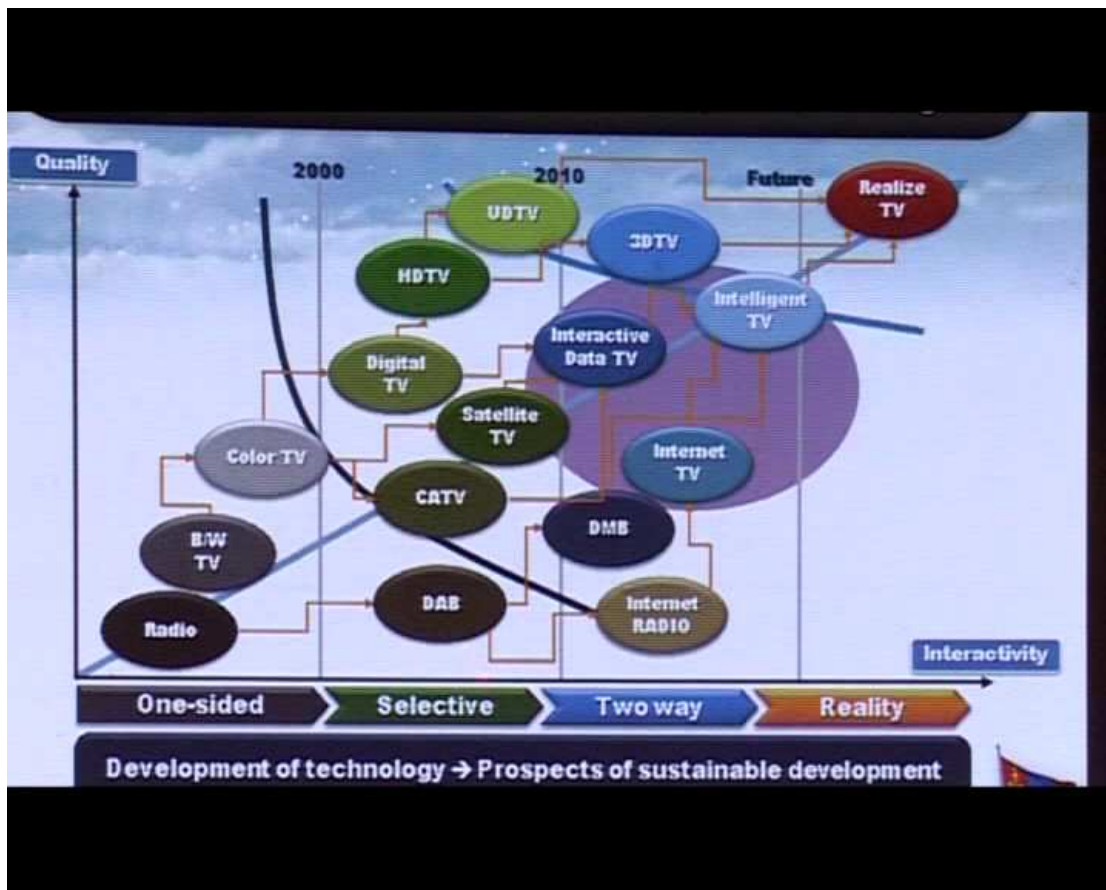 Quality
2000
2010
Future
Realize
TV
UDTV
3DTV
HDTV
Intelligent
TV
Interactive
Data TV
Digital
TV
Satellite
TV
Color TV
Internet
TV
CATV
B/W
TV
DMB
DAB
Internet
RADIO
Radio
Interactivity
One-sided
Selective
Two way
Reality
Development of technology → Prospects of sustainable development